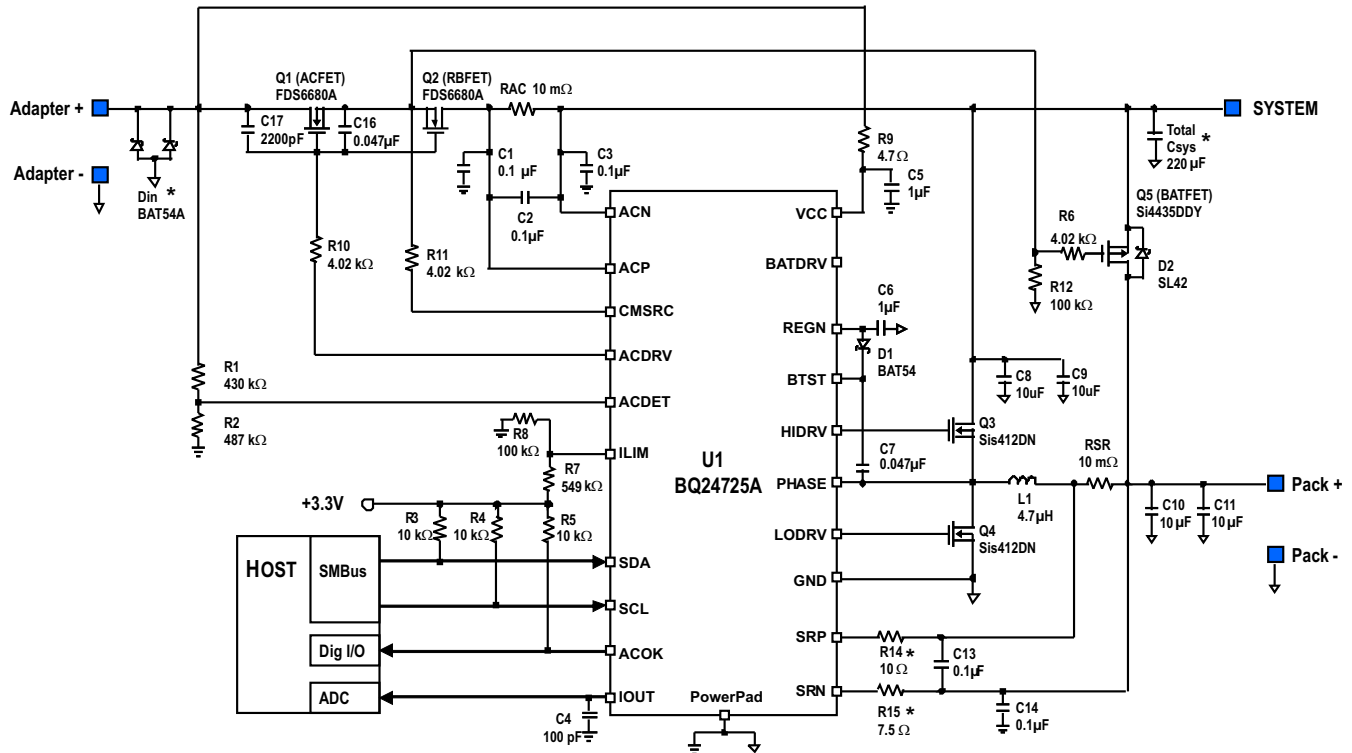 Q1 (ACFET)
FDS6680A
Q2 (RBFET)
FDS6680A
RAC 10 mΩ
Adapter +
SYSTEM
C17
2200pF
C16
0.047µF
R9
4.7Ω
Total
Csys *
220 µF
Adapter -
Din *
BAT54A
C1
0.1 µF
C3
0.1µF
C5
1µF
C2
0.1µF
Q5 (BATFET)
Si4435DDY
R6
4.02 kΩ
D2
SL42
R12
100 kΩ
R10
4.02 kΩ
R11
4.02 kΩ
ACN
ACP
CMSRC
ACDRV
ACDET
ILIM
SDA
SCL
ACOK
IOUT
VCC
BATDRV
REGN
BTST
HIDRV
PHASE
LODRV
GND
SRP
SRN
U1
BQ24725A
PowerPad
C6
1µF
D1
BAT54
C8
10uF
C9
10uF
R1
430 kΩ
R2
487 kΩ
R8
100 kΩ
R7
549 kΩ
Q3
Sis412DN
C7
0.047µF
RSR
10 mΩ
L1
4.7µH
Pack +
C10
10 µF
C11
10 µF
Q4
Sis412DN
Pack -
+3.3V
R3
10 kΩ
R4
10 kΩ
R5
10 kΩ
HOST
SMBus
Dig I/O
ADC
R14 *
10 Ω
C13
0.1µF
R15 *
7.5 Ω
C14
0.1µF
C4
100 pF